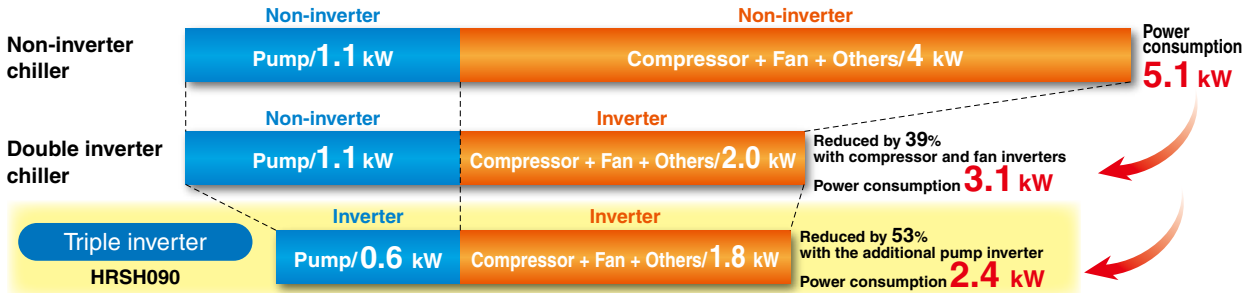 Non-inverter
Non-inverter
Non-inverter
chiller
Pump/1.1 kW
Compressor + Fan + Others/4 kW
Power
consumption
5.1 kW
Non-inverter
Inverter
Double inverter
chiller
Pump/1.1 kW
Compressor + Fan + Others/2.0 kW
Reduced by 39%
with compressor and fan inverters
Power consumption 3.1 kW
Inverter
Inverter
Triple inverter
HRSH090
Pump/0.6 kW
Compressor + Fan + Others/1.8 kW
Reduced by 53%
with the additional pump inverter
Power consumption 2.4 kW